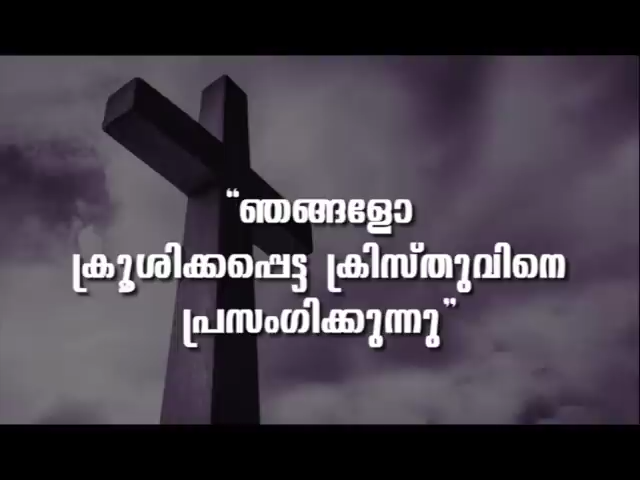 “ഞങ്ങളോ
ക്രൂശിക്കപ്പെട്ട ക്രിസ്തുവിനെ
പ്രസംഗിക്കുന്നു”